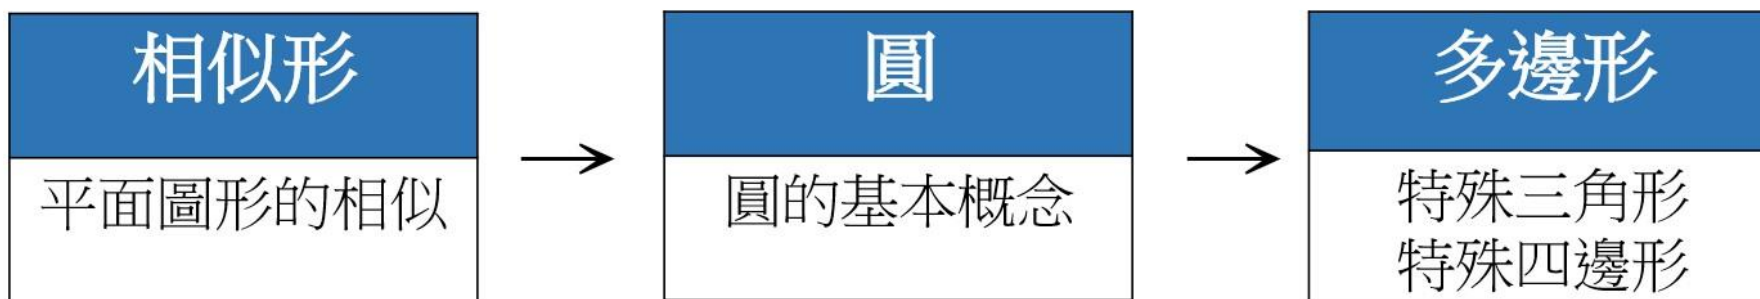 相似形
平面圖形的相似
圓
圓的基本概念
多邊形
特殊三角形
特殊四邊形